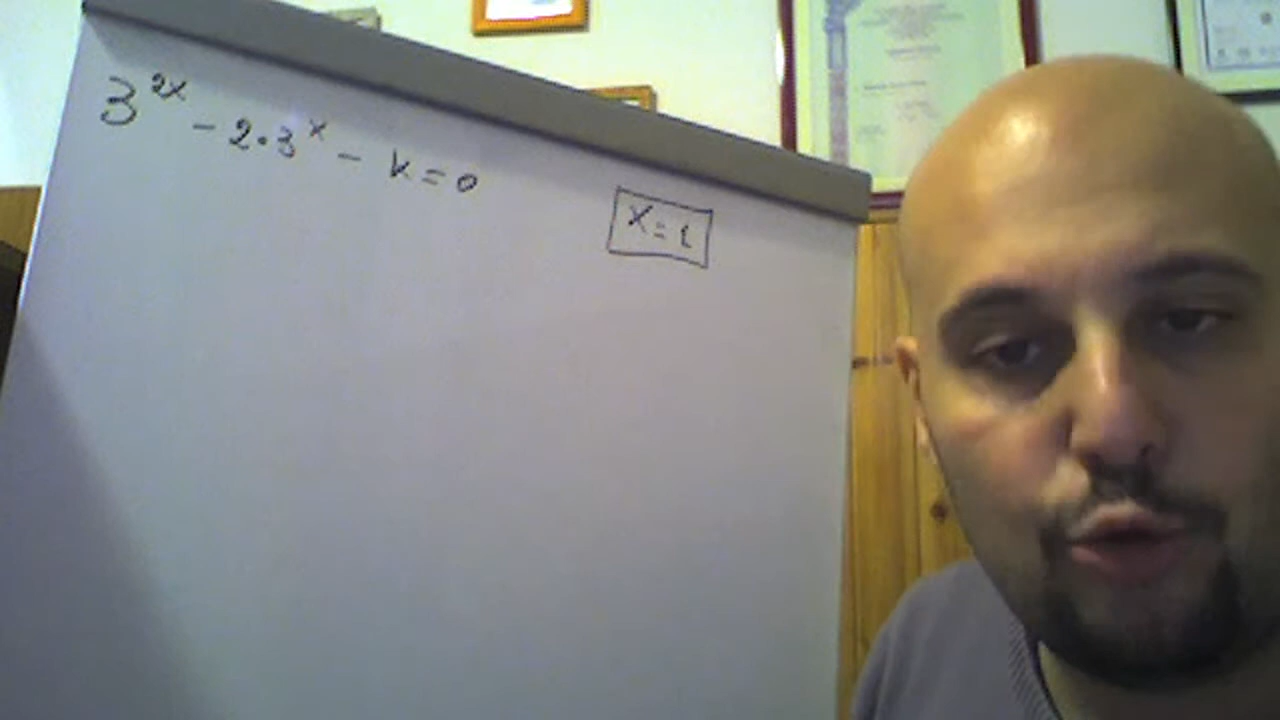 3^{2x} - 2·3^x - k = 0
x = 1